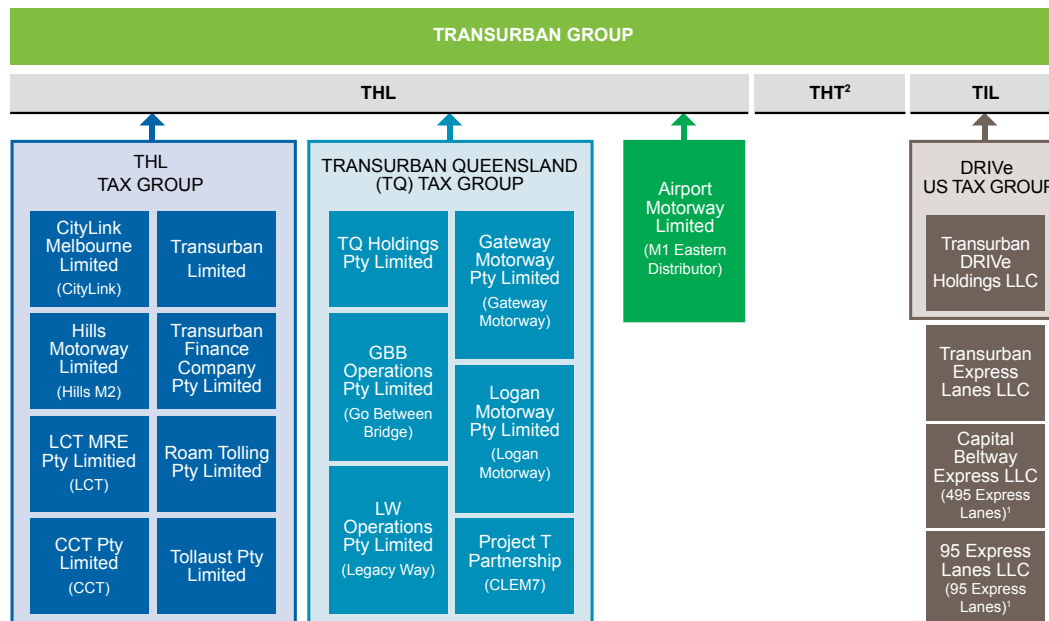 TRANSURBAN GROUP
THL
THT²
TIL
THL
TAX GROUP
CityLink
Melbourne
Limited
(CityLink)
Transurban
Limited
Hills
Motorway
Limited
(Hills M2)
Transurban
Finance
Company
Pty Limited
LCT MRE
Pty Limitied
(LCT)
Roam Tolling
Pty Limited
CCT Pty
Limited
(CCT)
Tollaust Pty
Limited
TRANSURBAN QUEENSLAND
(TQ) TAX GROUP
TQ Holdings
Pty Limited
GBB
Operations
Pty Limited
(Go Between
Bridge)
LW
Operations
Pty Limited
(Legacy Way)
Gateway
Motorway
Pty Limited
(Gateway
Motorway)
Logan
Motorway
Pty Limited
(Logan
Motorway)
Project T
Partnership
(CLEM7)
Airport
Motorway
Limited
(M1 Eastern
Distributor)
DRIVe
US TAX GROUP
Transurban
DRIVe
Holdings LLC
Transurban
Express
Lanes LLC
Capital
Beltway
Express LLC
(495 Express
Lanes)¹
95 Express
Lanes LLC
(95 Express
Lanes)¹